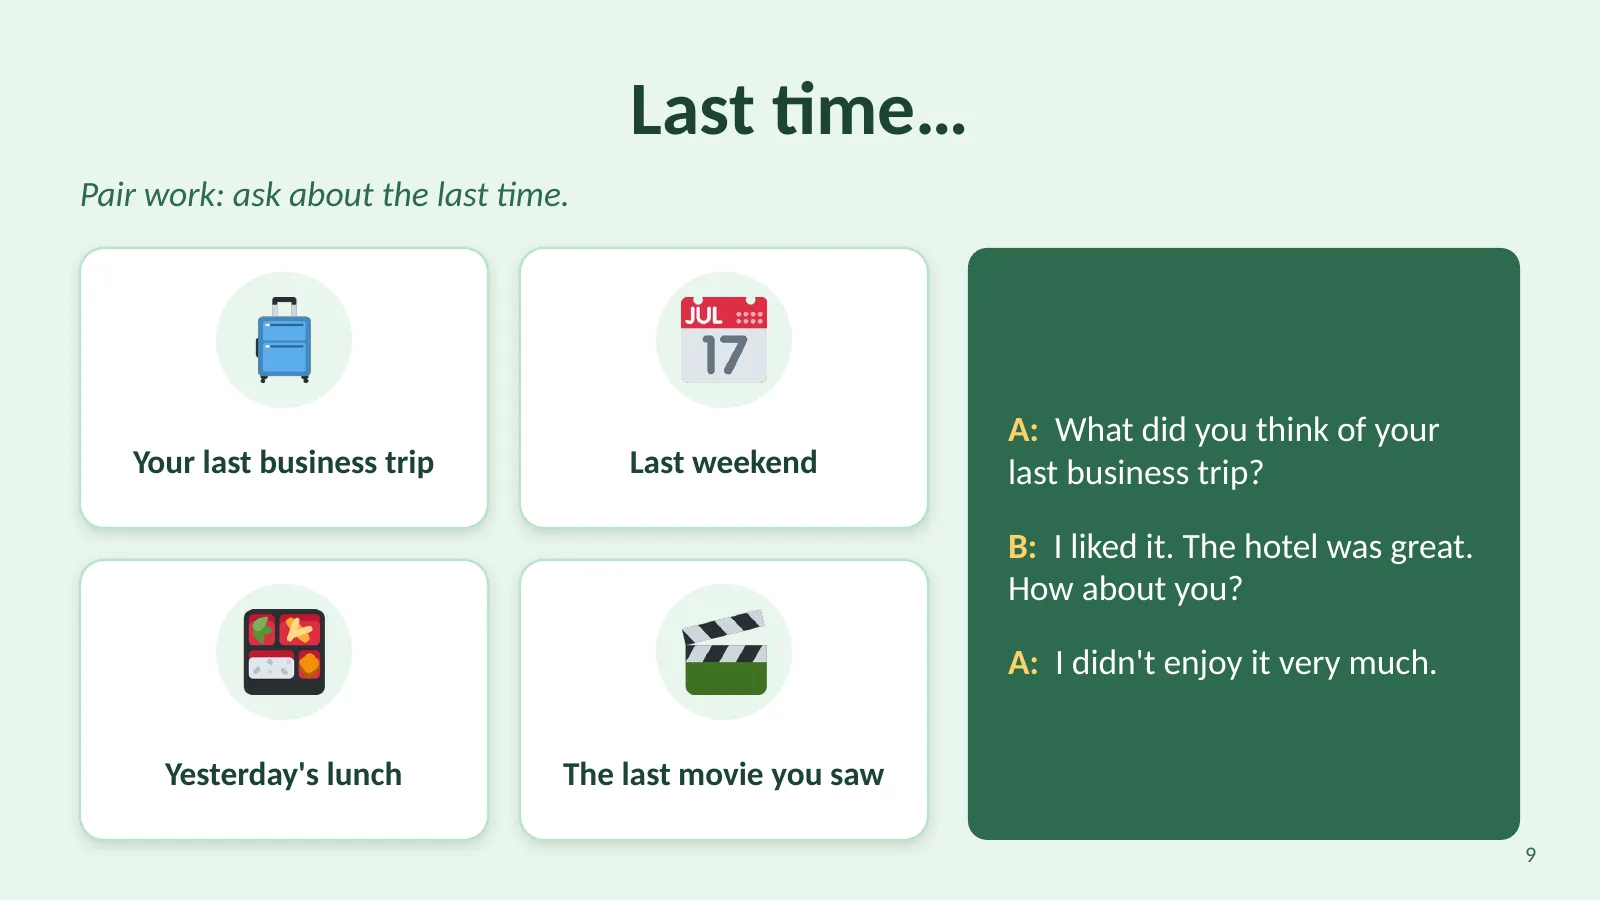 Last time...
Pair work: ask about the last time.
JUL
17
Your last business trip
Last weekend
Yesterday's lunch
The last movie you saw
A: What did you think of your
last business trip?
B: I liked it. The hotel was great.
How about you?
A: I didn't enjoy it very much.
9